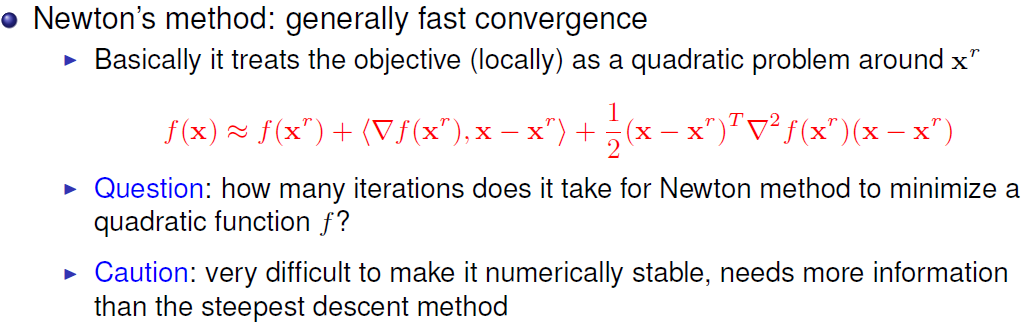 Newton's method: generally fast convergence
Basically it treats the objective (locally) as a quadratic problem around x^r
f(x) ≈ f(x^r) + ⟨∇f(x^r), x − x^r⟩ + 1/2 (x − x^r)^T ∇²f(x^r)(x − x^r)
Question: how many iterations does it take for Newton method to minimize a
quadratic function f?
Caution: very difficult to make it numerically stable, needs more information
than the steepest descent method